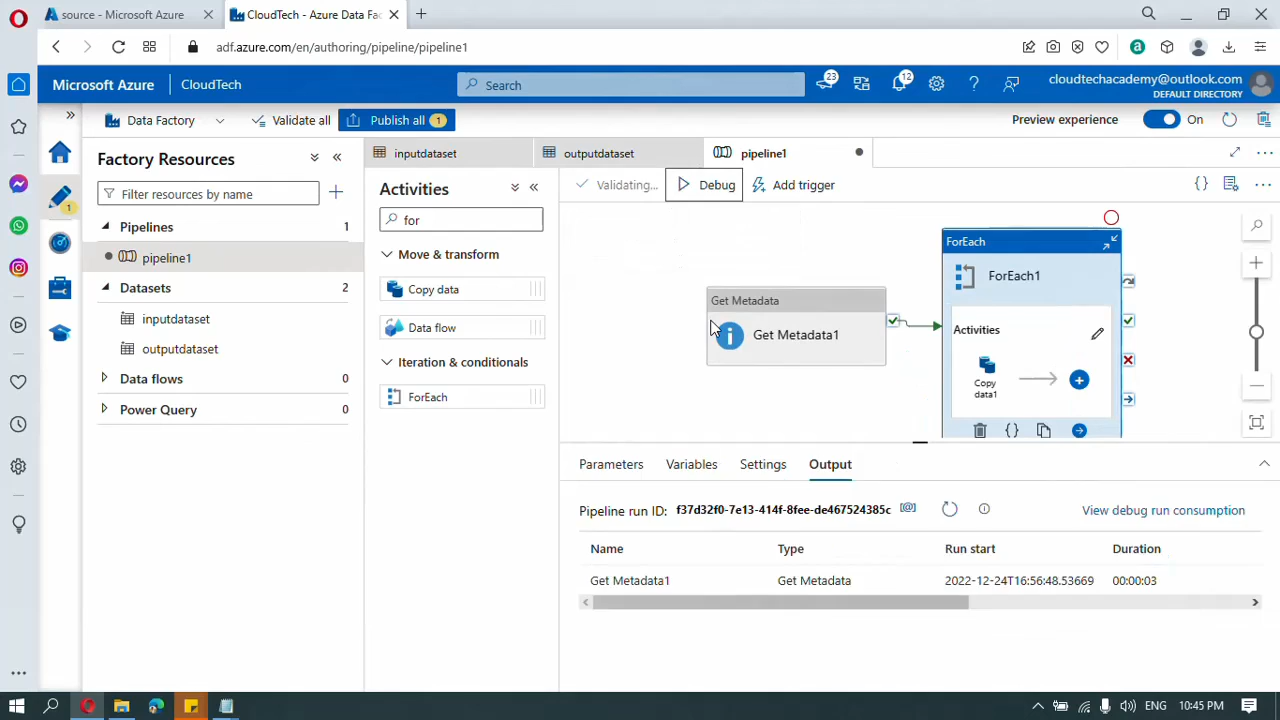 source - Microsoft Azure
CloudTech - Azure Data Fac
adf.azure.com/en/authoring/pipeline/pipeline1
Microsoft Azure
CloudTech
Search
23
12
cloudtechacademy@outlook.com
DEFAULT DIRECTORY
Data Factory
Validate all
Publish all
1
Preview experience
On
Factory Resources
Filter resources by name
Pipelines
1
pipeline1
Datasets
2
inputdataset
outputdataset
Data flows
0
Power Query
0
1
inputdataset
outputdataset
pipeline1
Activities
for
Move & transform
Copy data
Data flow
Iteration & conditionals
ForEach
Validating...
Debug
Add trigger
Get Metadata
Get Metadata1
ForEach
ForEach1
Activities
Copy
data1
Parameters
Variables
Settings
Output
Pipeline run ID:
f37d32f0-7e13-414f-8fee-de467524385c
View debug run consumption
Name
Type
Run start
Duration
Get Metadata1
Get Metadata
2022-12-24T16:56:48.53669
00:00:03
ENG
10:45 PM